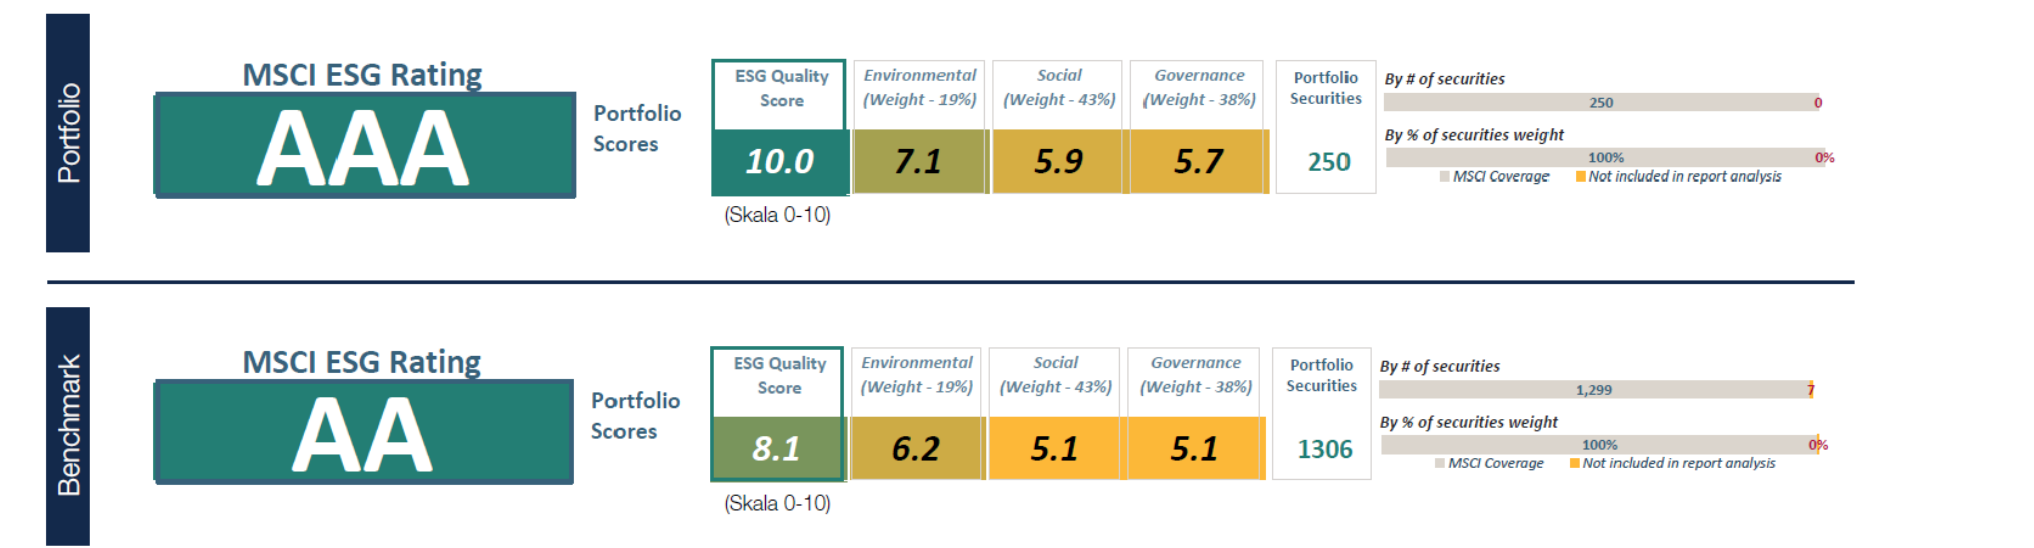 Portfolio
MSCI ESG Rating
AAA
Portfolio
Scores
ESG Quality
Score
10.0
(Skala 0-10)
Environmental
(Weight - 19%)
7.1
Social
(Weight - 43%)
5.9
Governance
(Weight - 38%)
5.7
Portfolio
Securities
250
By # of securities
250 0
By % of securities weight
100% 0%
MSCI Coverage Not included in report analysis
Benchmark
MSCI ESG Rating
AA
Portfolio
Scores
ESG Quality
Score
8.1
(Skala 0-10)
Environmental
(Weight - 19%)
6.2
Social
(Weight - 43%)
5.1
Governance
(Weight - 38%)
5.1
Portfolio
Securities
1306
By # of securities
1,299 7
By % of securities weight
100% 0%
MSCI Coverage Not included in report analysis